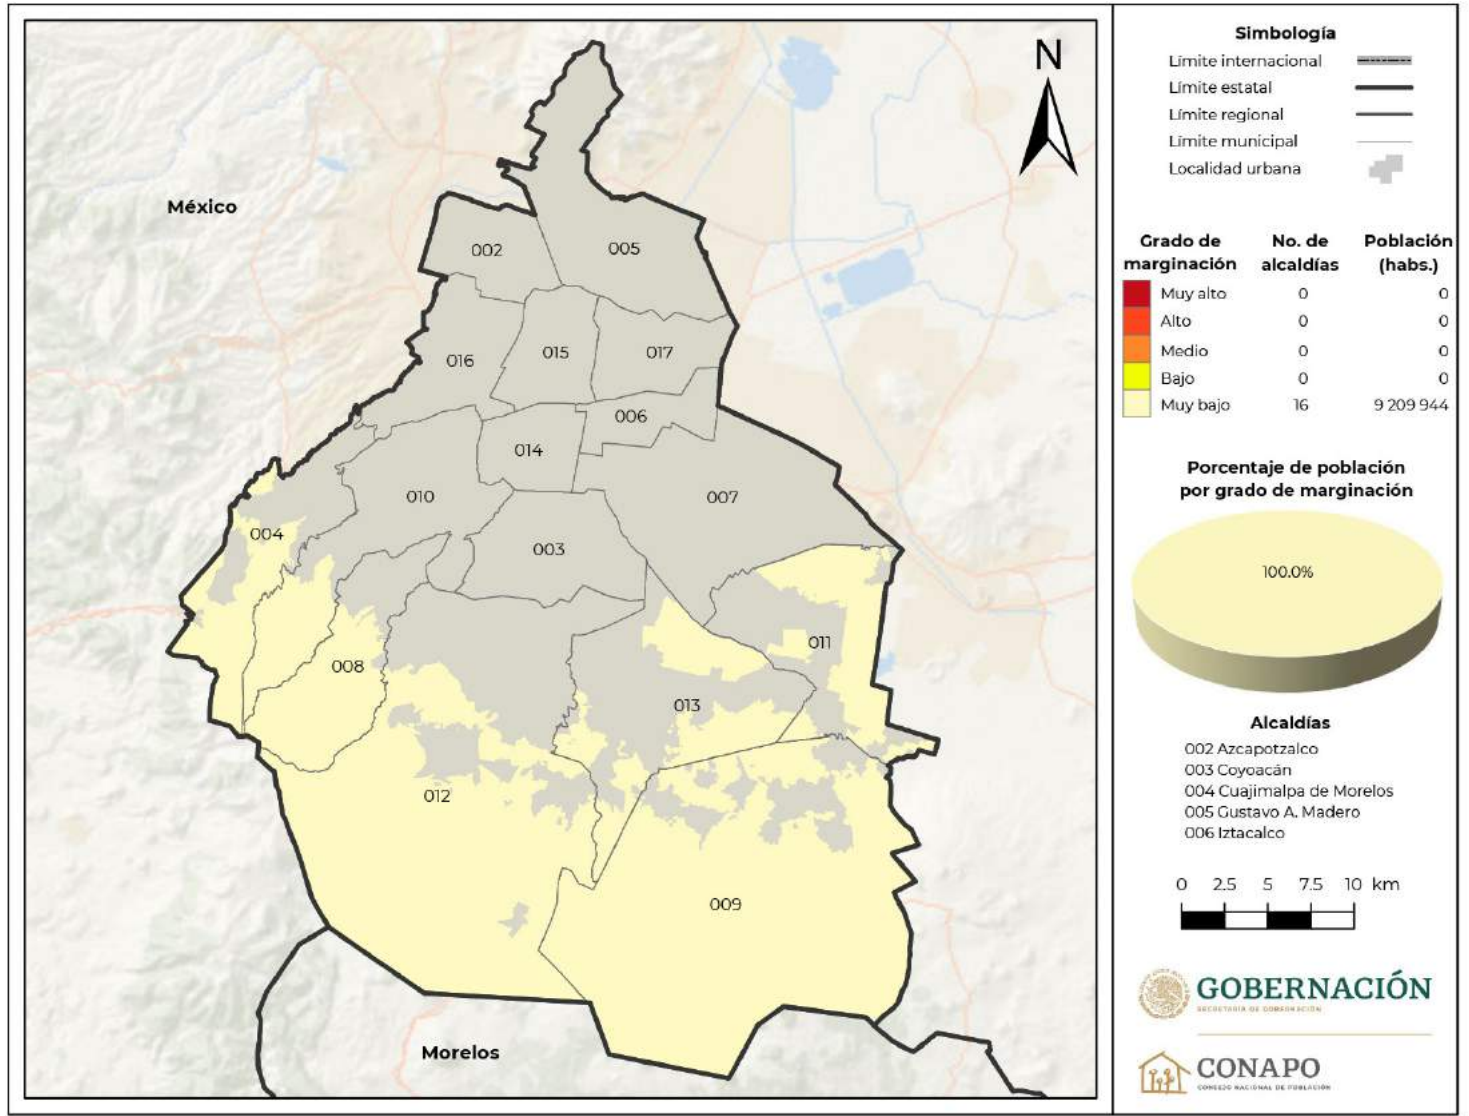 N
México
002
005
016
015
017
006
014
010
007
004
003
011
008
013
012
009
Morelos
Simbología
Límite internacional
Límite estatal
Límite regional
Límite municipal
Localidad urbana
Grado de marginación No. de alcaldías Población (habs.)
Muy alto 0 0
Alto 0 0
Medio 0 0
Bajo 0 0
Muy bajo 16 9 209 944
Porcentaje de población
por grado de marginación
100.0%
Alcaldías
002 Azcapotzalco
003 Coyoacán
004 Cuajimalpa de Morelos
005 Gustavo A. Madero
006 Iztacalco
0 2.5 5 7.5 10 km
GOBERNACIÓN
SECRETARÍA DE GOBERNACIÓN
CONAPO
CONSEJO NACIONAL DE POBLACIÓN